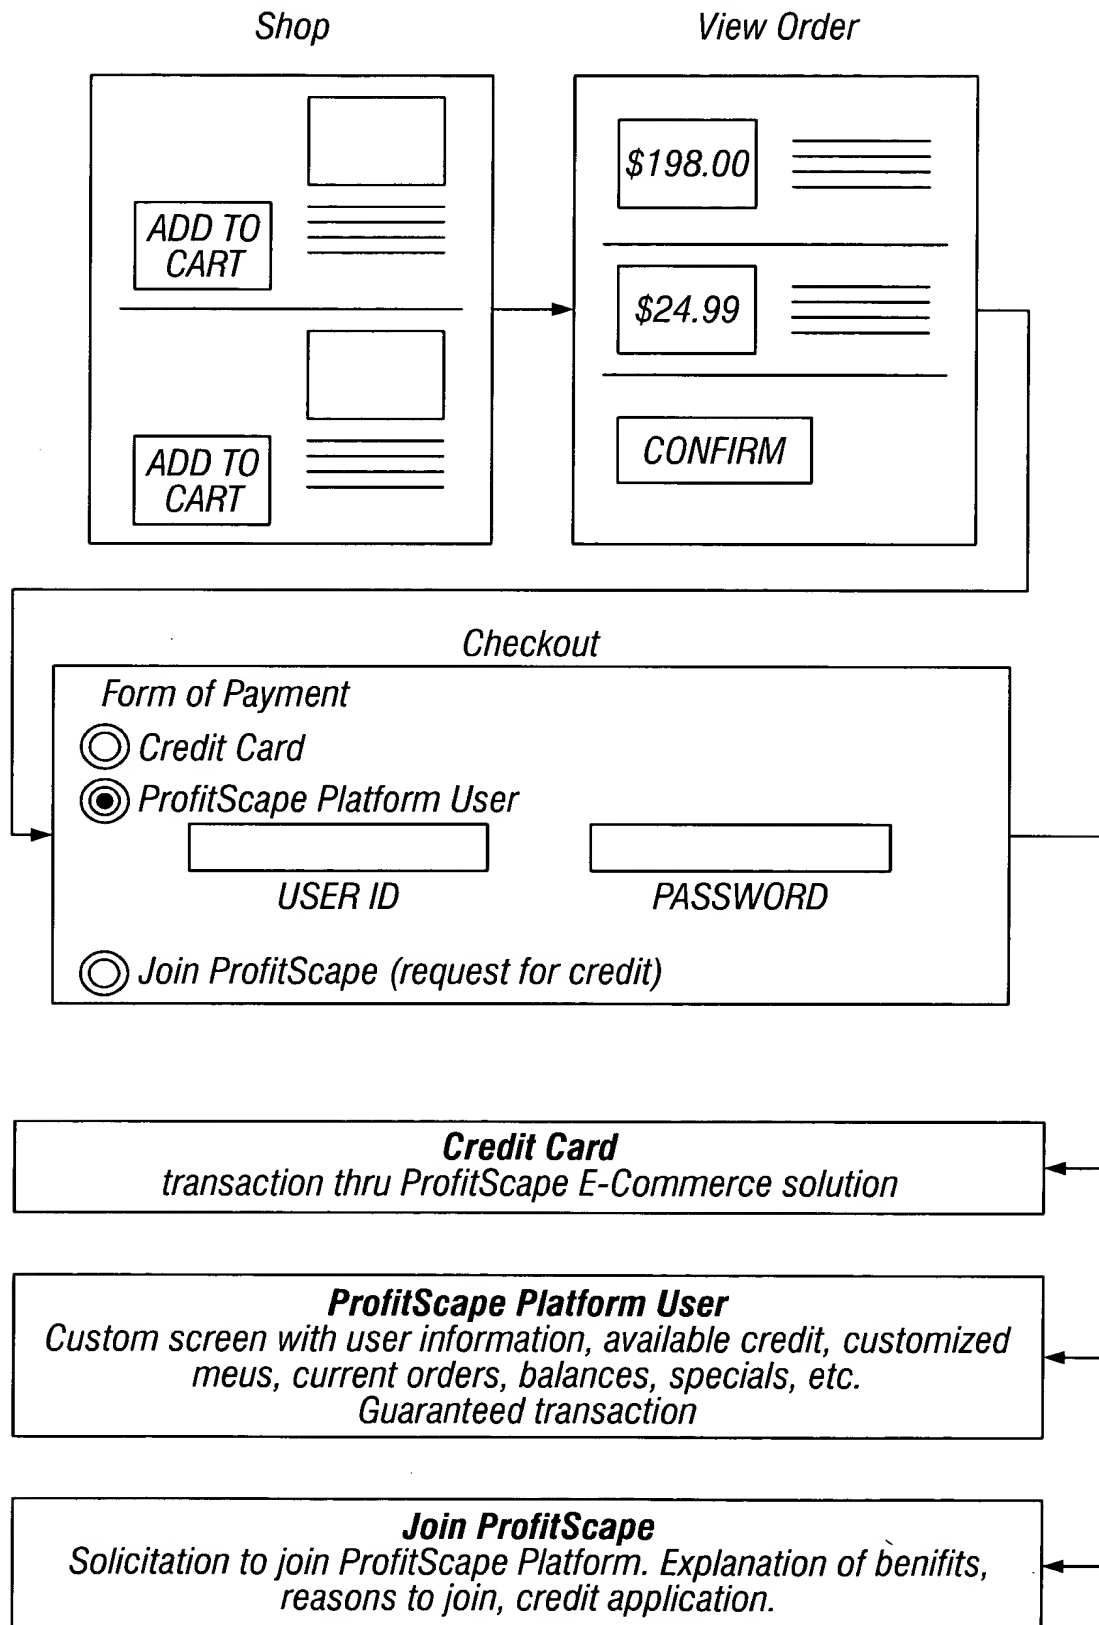 Shop
View Order
ADD TO
CART
ADD TO
CART
$198.00
$24.99
CONFIRM
Checkout
Form of Payment
Credit Card
ProfitScape Platform User
USER ID
PASSWORD
Join ProfitScape (request for credit)
Credit Card
transaction thru ProfitScape E-Commerce solution
ProfitScape Platform User
Custom screen with user information, available credit, customized
meus, current orders, balances, specials, etc.
Guaranteed transaction
Join ProfitScape
Solicitation to join ProfitScape Platform. Explanation of benifits,
reasons to join, credit application.